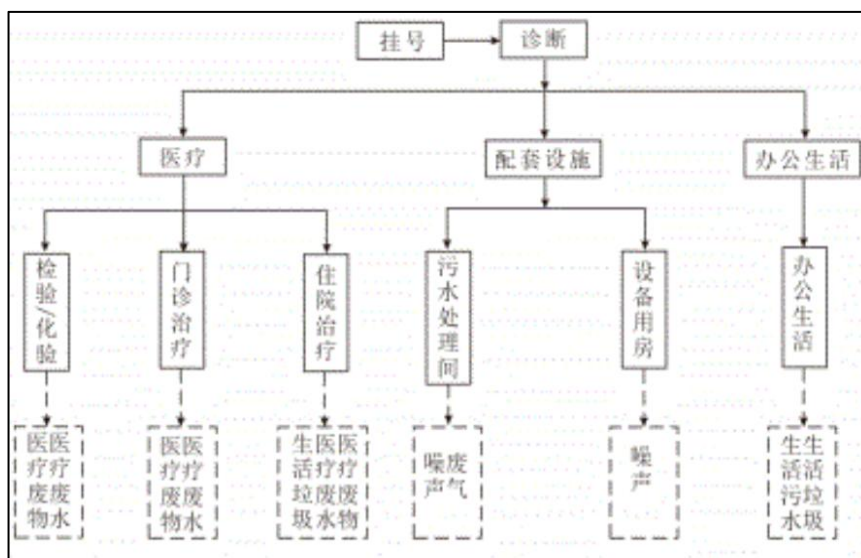 挂号
诊断
医疗
配套设施
办公生活
检验/化验
门诊治疗
住院治疗
污水处理间
设备用房
办公生活
医疗废物
医疗废水
医疗废物
医疗废水
生活垃圾
医疗废水
医疗废物
噪声
废气
噪声
生活污水
生活垃圾